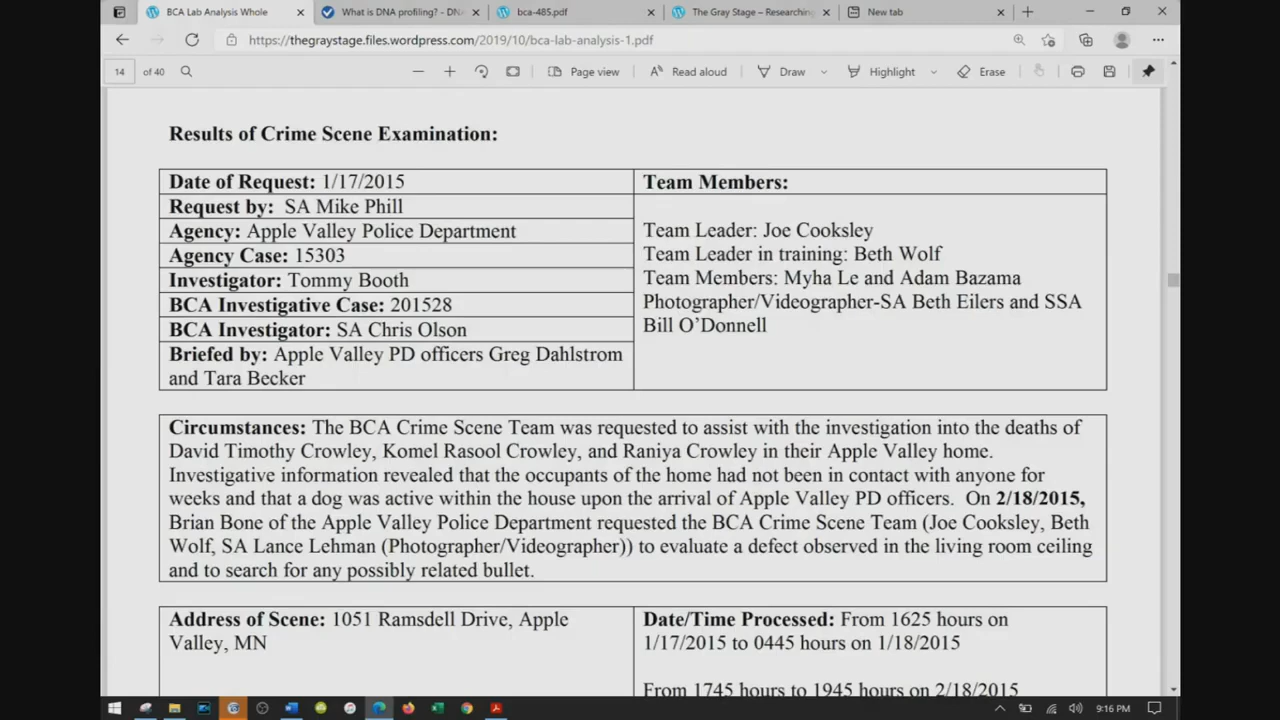 BCA Lab Analysis Whole
What is DNA profiling? - DNA
bca-485.pdf
The Gray Stage – Researching
New tab
https://thegraystage.files.wordpress.com/2019/10/bca-lab-analysis-1.pdf
14 of 40
Page view
Read aloud
Draw
Highlight
Erase
Results of Crime Scene Examination:
Date of Request: 1/17/2015
Request by: SA Mike Phill
Agency: Apple Valley Police Department
Agency Case: 15303
Investigator: Tommy Booth
BCA Investigative Case: 201528
BCA Investigator: SA Chris Olson
Briefed by: Apple Valley PD officers Greg Dahlstrom
and Tara Becker
Team Members:
Team Leader: Joe Cooksley
Team Leader in training: Beth Wolf
Team Members: Myha Le and Adam Bazama
Photographer/Videographer-SA Beth Eilers and SSA
Bill O’Donnell
Circumstances: The BCA Crime Scene Team was requested to assist with the investigation into the deaths of
David Timothy Crowley, Komel Rasool Crowley, and Raniya Crowley in their Apple Valley home.
Investigative information revealed that the occupants of the home had not been in contact with anyone for
weeks and that a dog was active within the house upon the arrival of Apple Valley PD officers. On 2/18/2015,
Brian Bone of the Apple Valley Police Department requested the BCA Crime Scene Team (Joe Cooksley, Beth
Wolf, SA Lance Lehman (Photographer/Videographer)) to evaluate a defect observed in the living room ceiling
and to search for any possibly related bullet.
Address of Scene: 1051 Ramsdell Drive, Apple
Valley, MN
Date/Time Processed: From 1625 hours on
1/17/2015 to 0445 hours on 1/18/2015
From 1745 hours to 1945 hours on 2/18/2015
9:16 PM